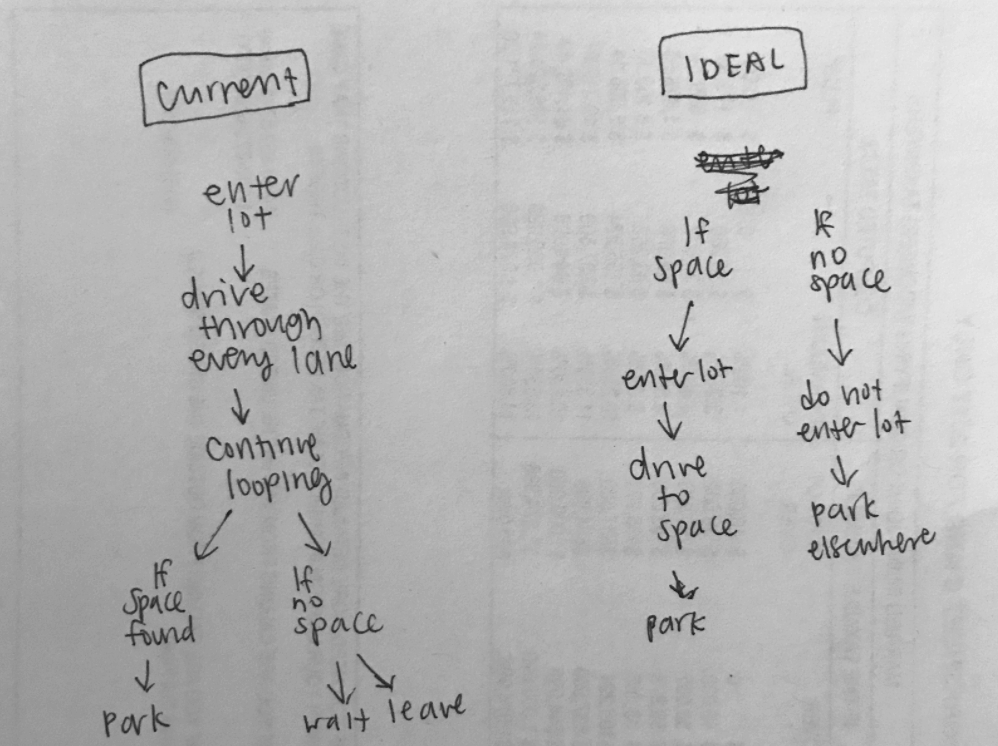 Current
enter
lot
drive
through
every lane
continue
looping
If
space
found
park
If
no
space
wait leave
IDEAL
If
space
enter lot
drive
to
space
park
If
no
space
do not
enter lot
park
elsewhere